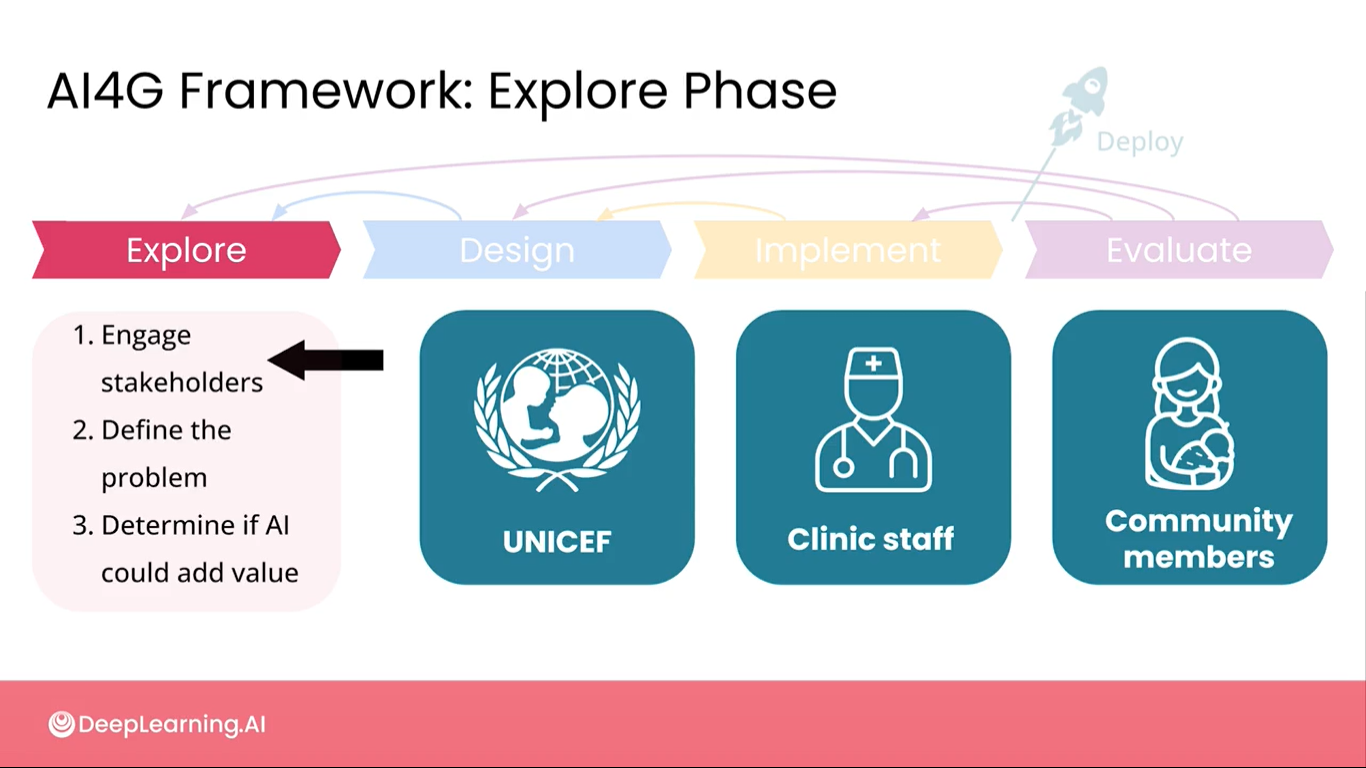 AI4G Framework: Explore Phase
Deploy
Explore
Design
Implement
Evaluate
1. Engage
stakeholders
2. Define the
problem
3. Determine if AI
could add value
UNICEF
Clinic staff
Community
members
DeepLearning.AI